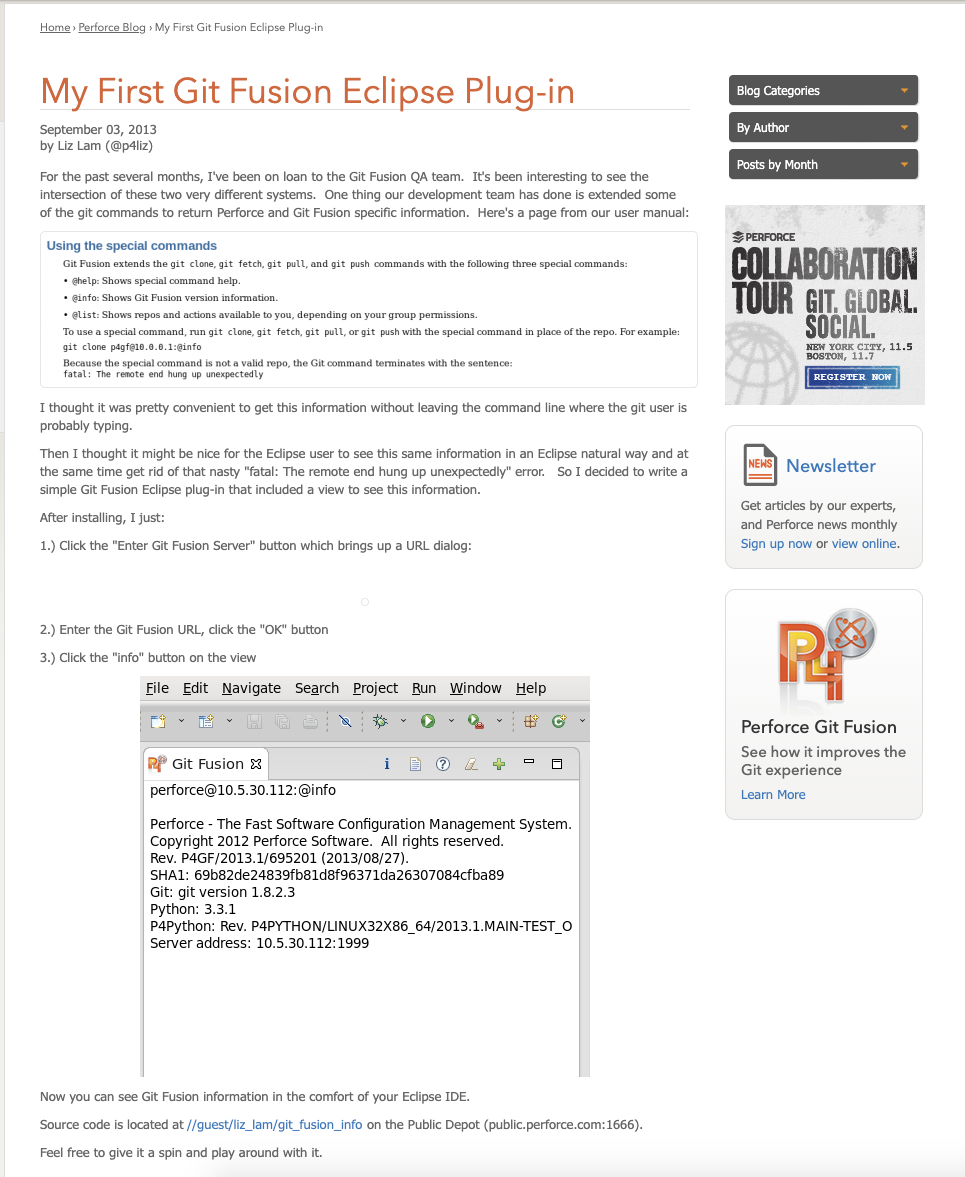 Home › Perforce Blog › My First Git Fusion Eclipse Plug-in
My First Git Fusion Eclipse Plug-in
September 03, 2013
by Liz Lam (@p4liz)
For the past several months, I've been on loan to the Git Fusion QA team.  It's been interesting to see the
intersection of these two very different systems.  One thing our development team has done is extended some
of the git commands to return Perforce and Git Fusion specific information.  Here's a page from our user manual:
Using the special commands
Git Fusion extends the git clone, git fetch, git pull, and git push commands with the following three special commands:
• @help: Shows special command help.
• @info: Shows Git Fusion version information.
• @list: Shows repos and actions available to you, depending on your group permissions.
To use a special command, run git clone, git fetch, git pull, or git push with the special command in place of the repo. For example:
git clone p4gf@10.0.0.1:@info
Because the special command is not a valid repo, the Git command terminates with the sentence:
fatal: The remote end hung up unexpectedly
I thought it was pretty convenient to get this information without leaving the command line where the git user is
probably typing.
Then I thought it might be nice for the Eclipse user to see this same information in an Eclipse natural way and at
the same time get rid of that nasty "fatal: The remote end hung up unexpectedly" error.   So I decided to write a
simple Git Fusion Eclipse plug-in that included a view to see this information.
After installing, I just:
1.) Click the "Enter Git Fusion Server" button which brings up a URL dialog:
2.) Enter the Git Fusion URL, click the "OK" button
3.) Click the "info" button on the view
File Edit Navigate Search Project Run Window Help
Git Fusion
perforce@10.5.30.112:@info
Perforce - The Fast Software Configuration Management System.
Copyright 2012 Perforce Software.  All rights reserved.
Rev. P4GF/2013.1/695201 (2013/08/27).
SHA1: 69b82de24839fb81d8f96371da26307084cfba89
Git: git version 1.8.2.3
Python: 3.3.1
P4Python: Rev. P4PYTHON/LINUX32X86_64/2013.1.MAIN-TEST_O
Server address: 10.5.30.112:1999
Now you can see Git Fusion information in the comfort of your Eclipse IDE.
Source code is located at //guest/liz_lam/git_fusion_info on the Public Depot (public.perforce.com:1666).
Feel free to give it a spin and play around with it.
Blog Categories
By Author
Posts by Month
PERFORCE
COLLABORATION
TOUR GIT. GLOBAL.
SOCIAL.
NEW YORK CITY, 11.5
BOSTON, 11.7
REGISTER NOW
NEWS
Newsletter
Get articles by our experts,
and Perforce news monthly
Sign up now or view online.
P4
Perforce Git Fusion
See how it improves the
Git experience
Learn More